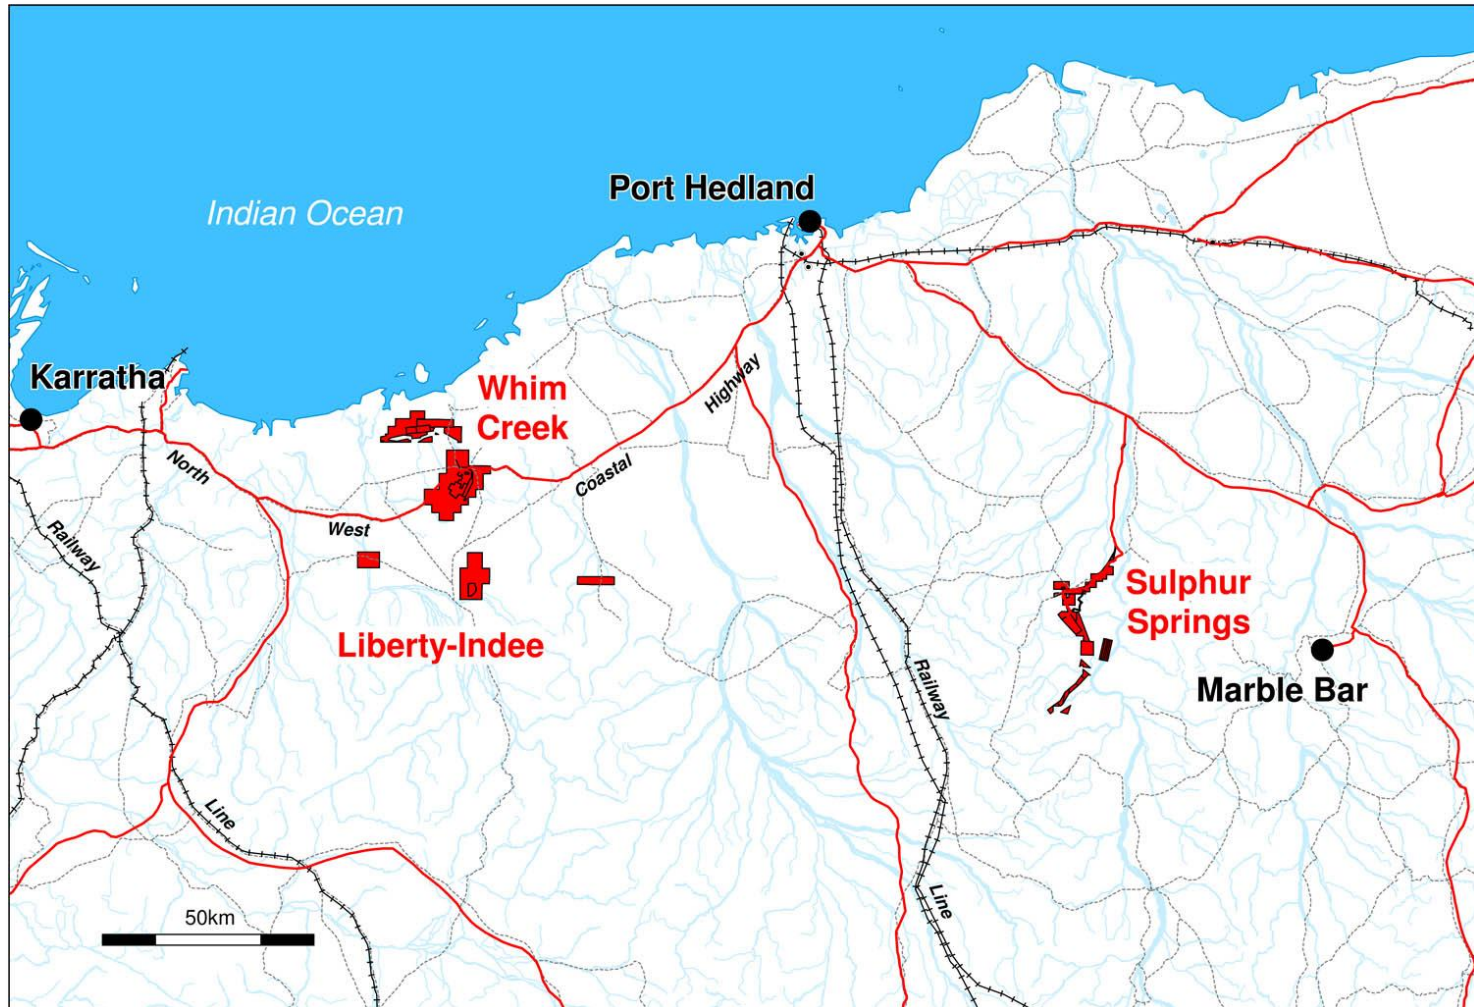 Port Hedland
Indian Ocean
Karratha
Whim
Creek
Highway
North
Coastal
West
Railway
Sulphur
Springs
Liberty-Indee
Railway
Marble Bar
Line
Line
50km
D